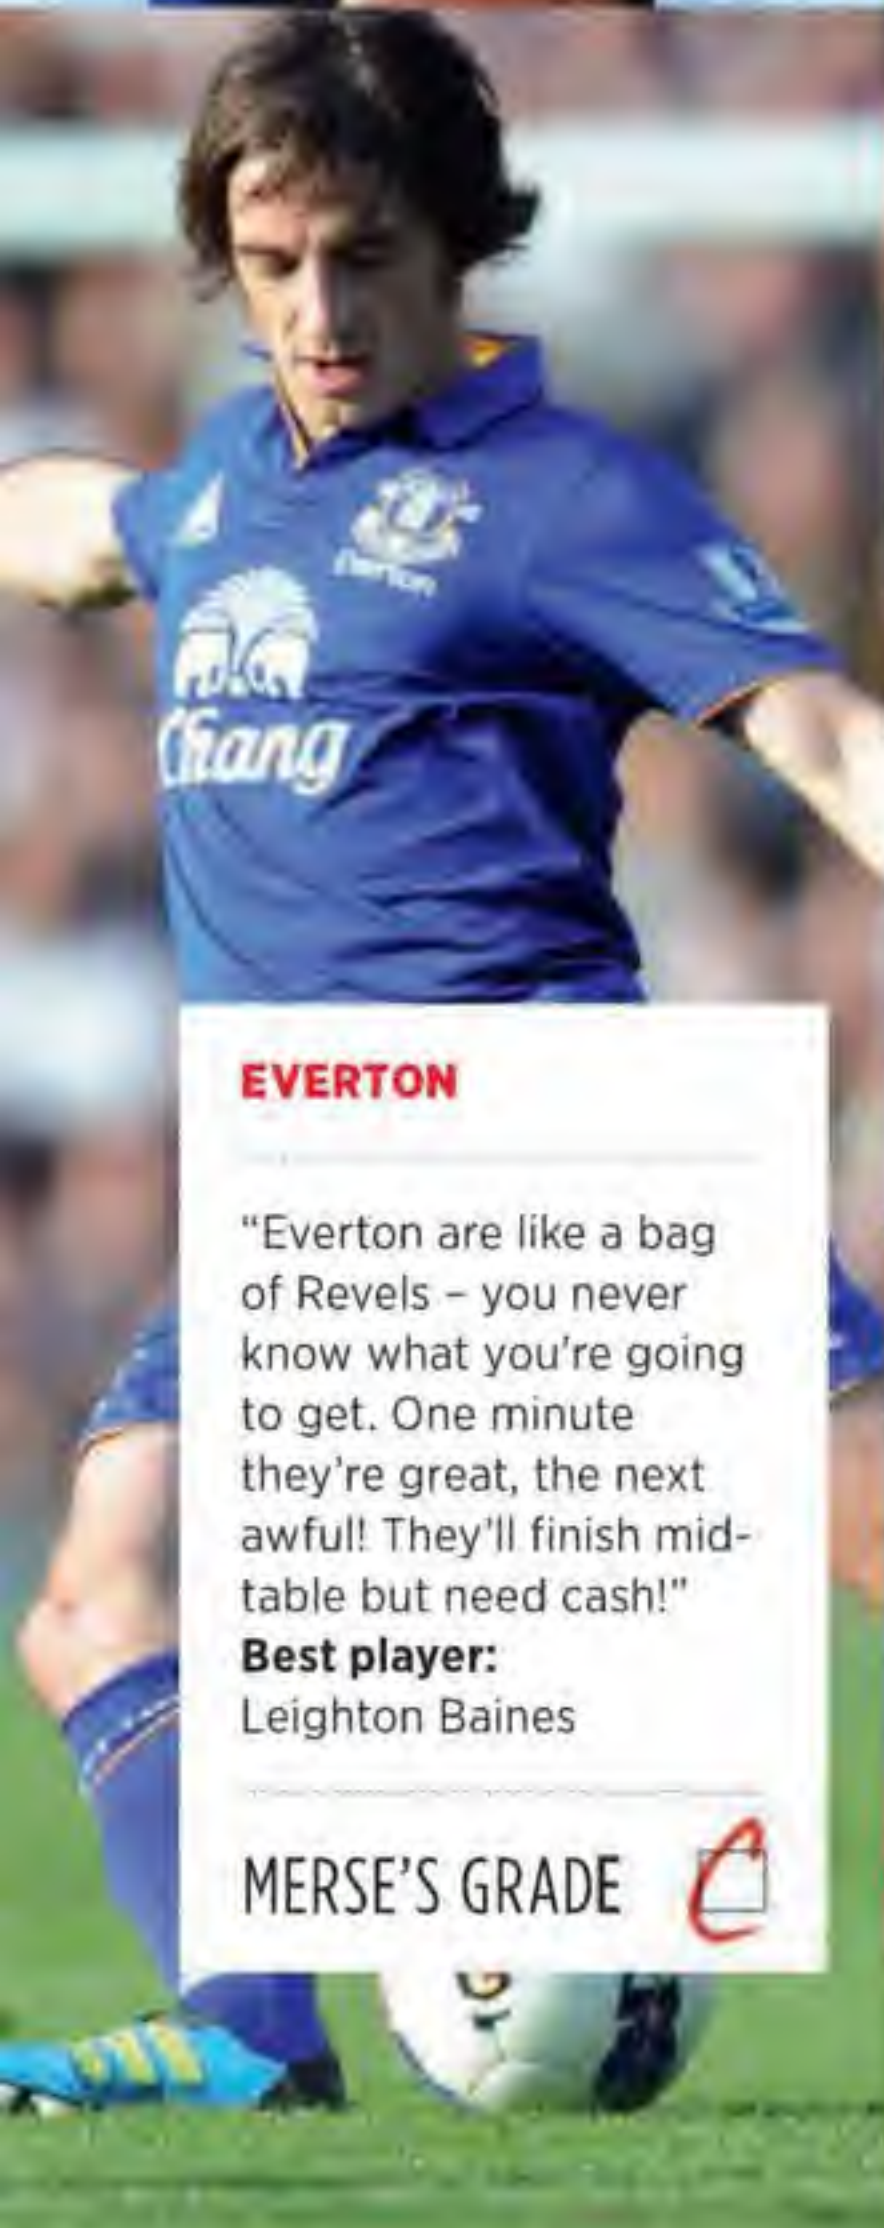 Everton
Chang
EVERTON
“Everton are like a bag
of Revels – you never
know what you're going
to get. One minute
they're great, the next
awful! They'll finish mid-
table but need cash!”
Best player:
Leighton Baines
MERSE'S GRADE C